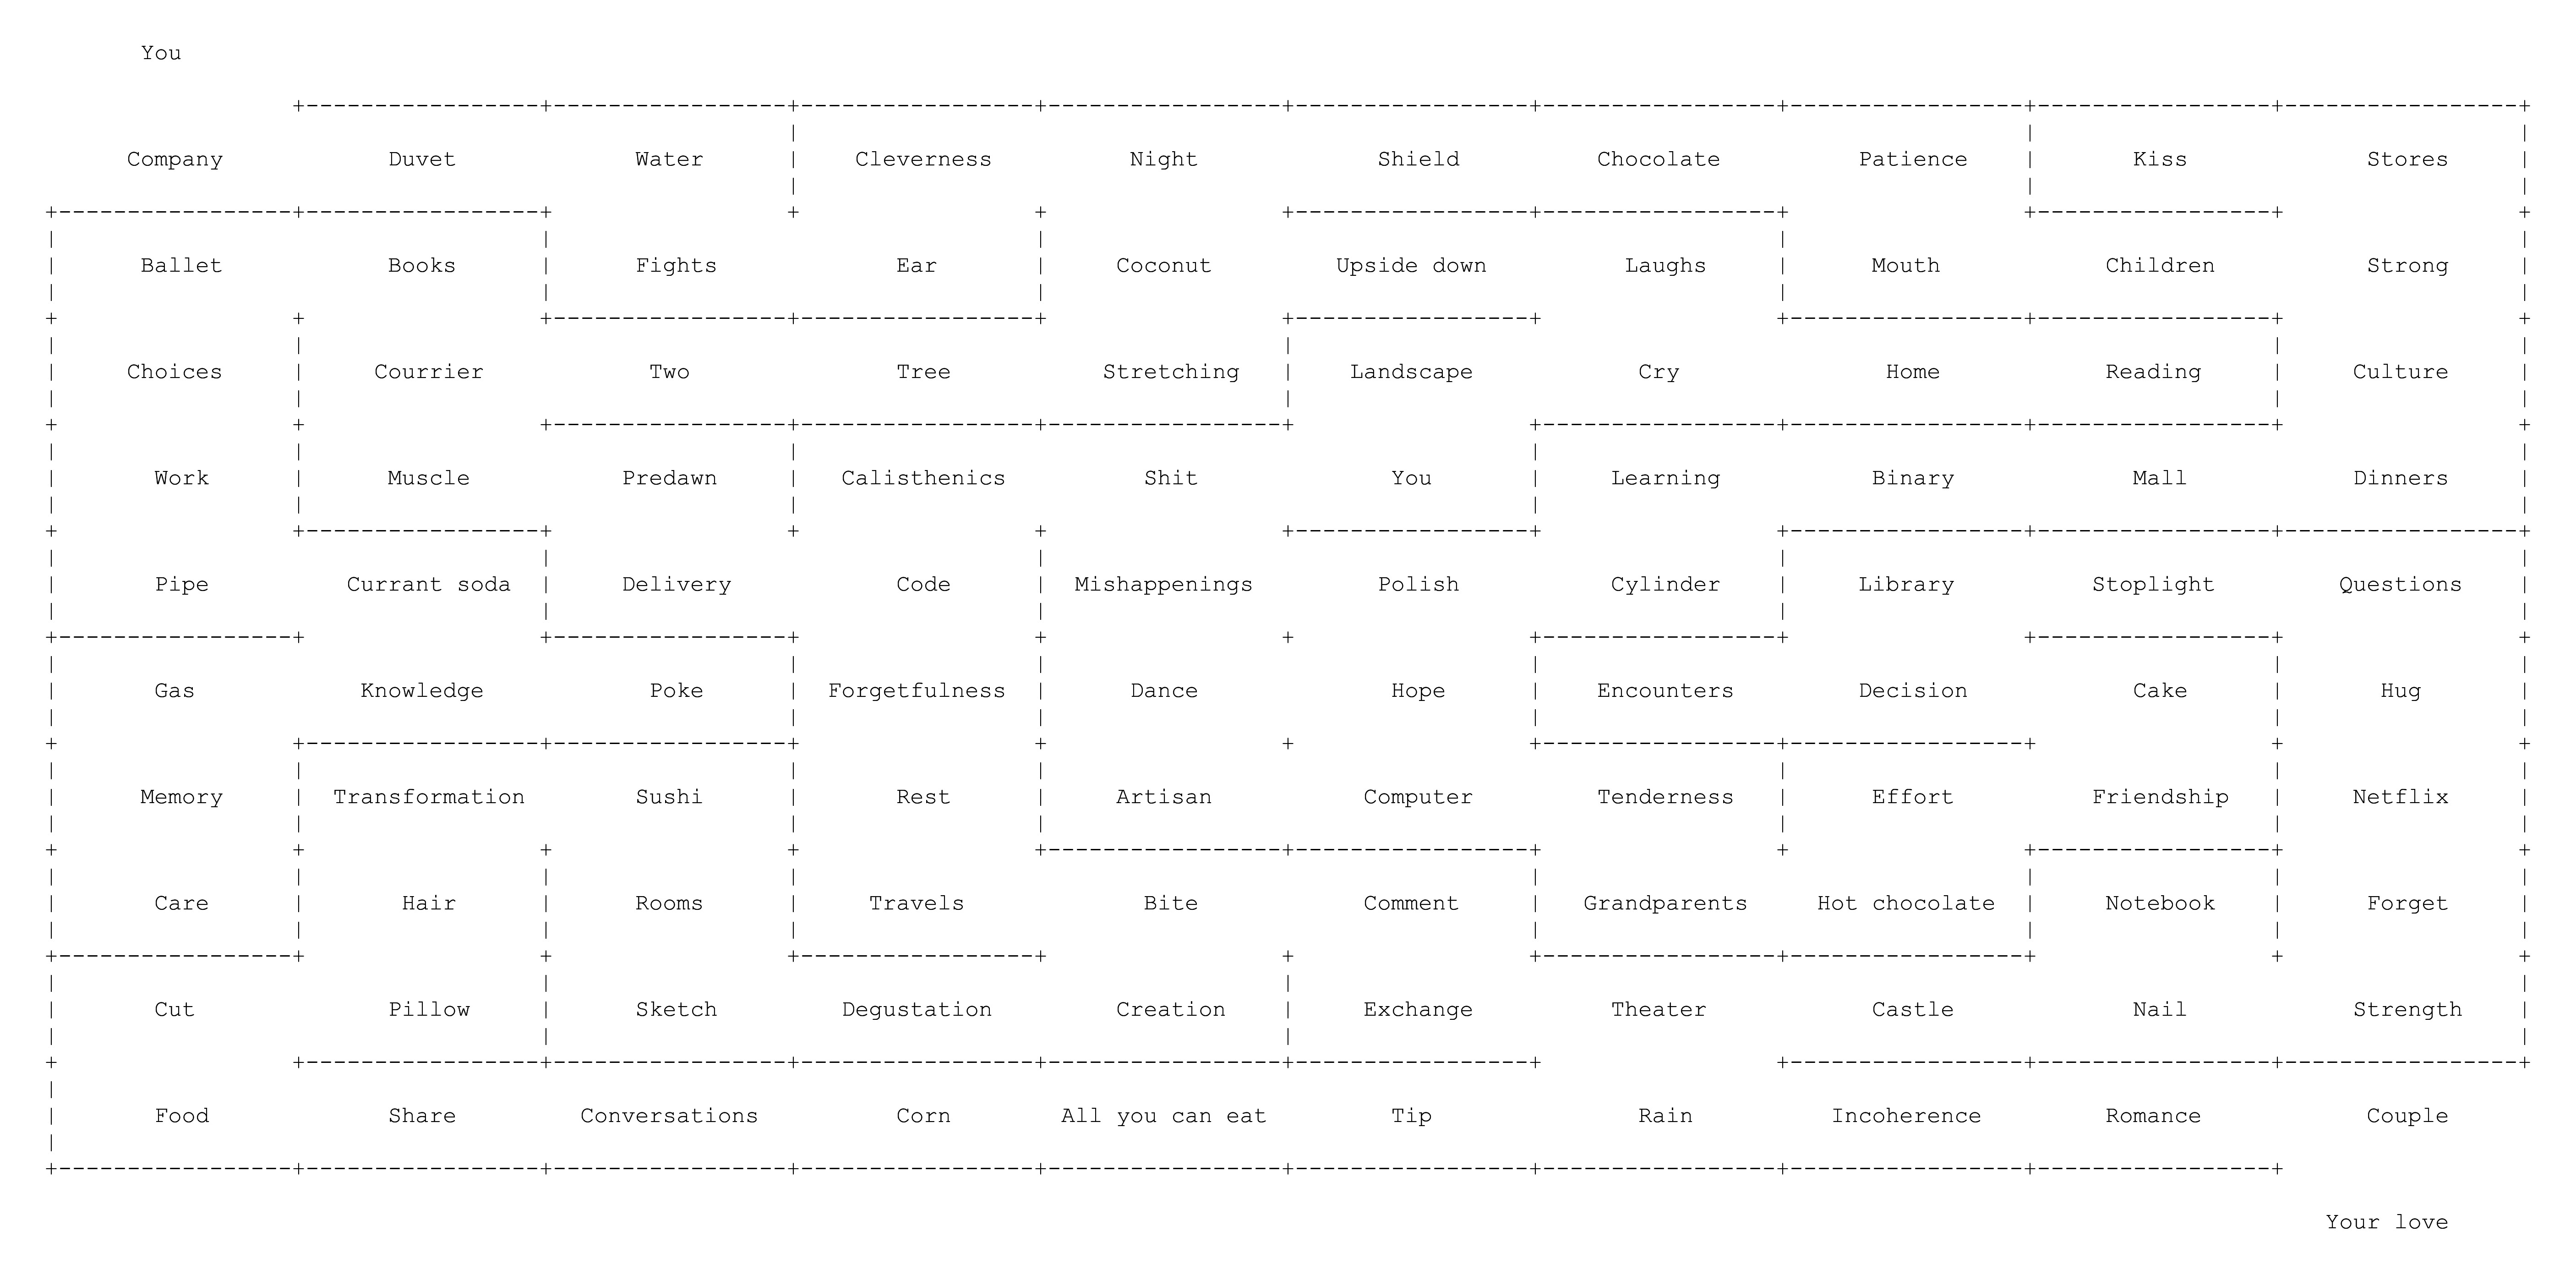 You
Company Duvet Water Cleverness Night Shield Chocolate Patience Kiss Stores
Ballet Books Fights Ear Coconut Upside down Laughs Mouth Children Strong
Choices Courrier Two Tree Stretching Landscape Cry Home Reading Culture
Work Muscle Predawn Calisthenics Shit You Learning Binary Mall Dinners
Pipe Currant soda Delivery Code Mishappenings Polish Cylinder Library Stoplight Questions
Gas Knowledge Poke Forgetfulness Dance Hope Encounters Decision Cake Hug
Memory Transformation Sushi Rest Artisan Computer Tenderness Effort Friendship Netflix
Care Hair Rooms Travels Bite Comment Grandparents Hot chocolate Notebook Forget
Cut Pillow Sketch Degustation Creation Exchange Theater Castle Nail Strength
Food Share Conversations Corn All you can eat Tip Rain Incoherence Romance Couple
Your love